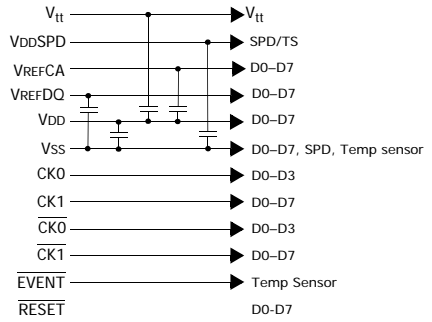 Vtt Vtt
VDDSPD SPD/TS
VREFCA D0–D7
VREFDQ D0–D7
VDD D0–D7
VSS D0–D7, SPD, Temp sensor
CK0 D0–D3
CK1 D0–D7
CK0 D0–D3
CK1 D0–D7
EVENT Temp Sensor
RESET D0-D7